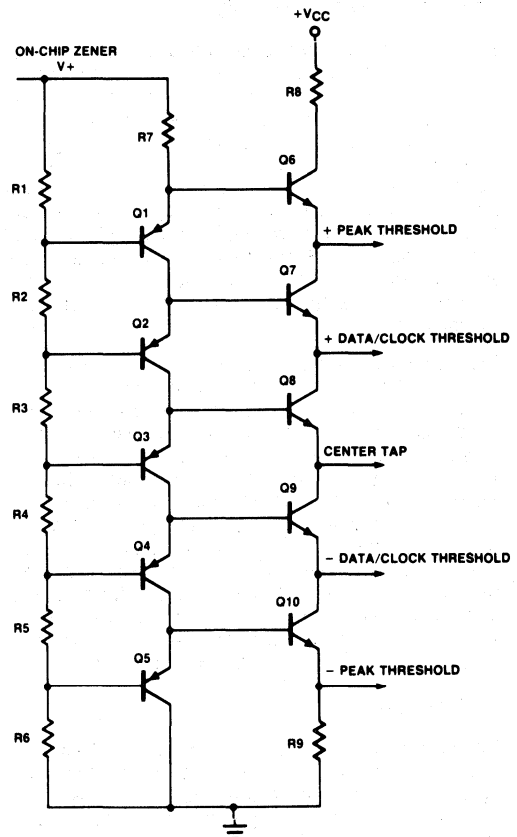 +VCC
ON-CHIP ZENER
V+
R8
R7
Q6
R1
Q1
+ PEAK THRESHOLD
Q7
R2
Q2
+ DATA/CLOCK THRESHOLD
Q8
R3
Q3
CENTER TAP
Q9
R4
Q4
- DATA/CLOCK THRESHOLD
Q10
R5
Q5
- PEAK THRESHOLD
R6
R9